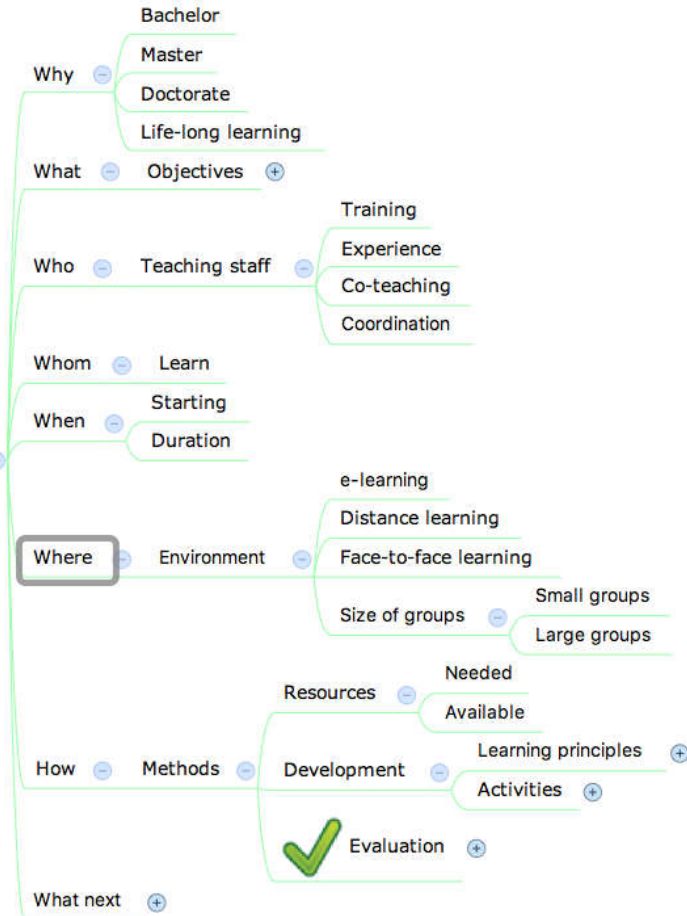 Bachelor
Master
Why
Doctorate
Life-long learning
What
Objectives
Training
Experience
Who
Teaching staff
Co-teaching
Coordination
Whom
Learn
Starting
When
Duration
e-learning
Distance learning
Where
Environment
Face-to-face learning
Small groups
Size of groups
Large groups
Needed
Resources
Available
Learning principles
How
Methods
Development
Activities
Evaluation
What next